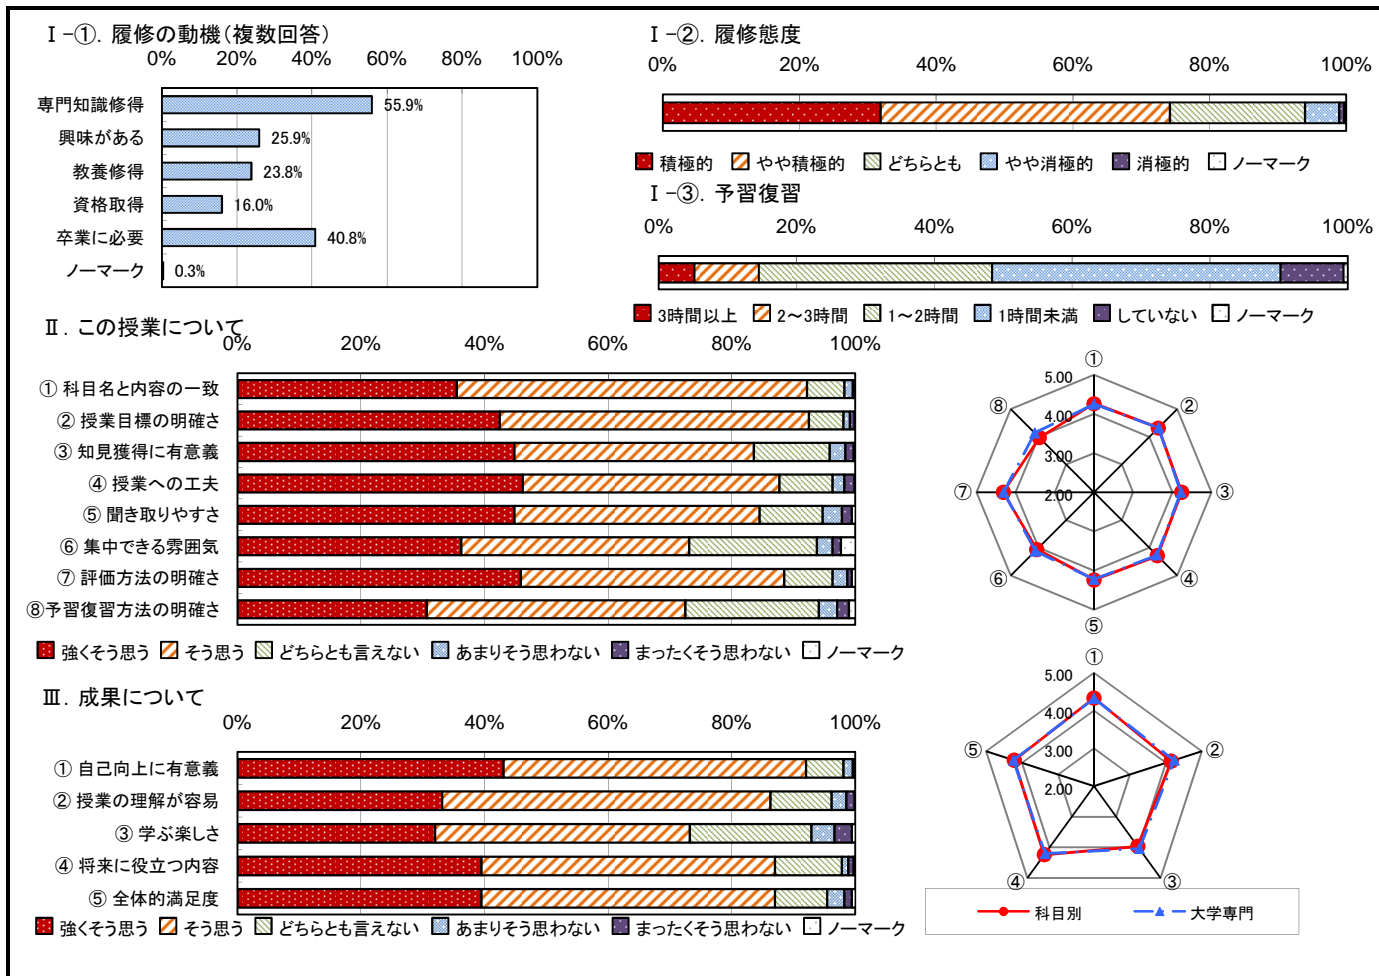 Ⅰ-①．履修の動機（複数回答）
0% 20% 40% 60% 80% 100%
専門知識修得 55.9%
興味がある 25.9%
教養修得 23.8%
資格取得 16.0%
卒業に必要 40.8%
ノーマーク 0.3%
Ⅰ-②．履修態度
0% 20% 40% 60% 80% 100%
積極的 やや積極的 どちらとも やや消極的 消極的 ノーマーク
Ⅰ-③．予習復習
0% 20% 40% 60% 80% 100%
3時間以上 2～3時間 1～2時間 1時間未満 していない ノーマーク
Ⅱ．この授業について
0% 20% 40% 60% 80% 100%
① 科目名と内容の一致
② 授業目標の明確さ
③ 知見獲得に有意義
④ 授業への工夫
⑤ 聞き取りやすさ
⑥ 集中できる雰囲気
⑦ 評価方法の明確さ
⑧予習復習方法の明確さ
強くそう思う そう思う どちらとも言えない あまりそう思わない まったくそう思わない ノーマーク
①
5.00
⑧ ②
4.00
3.00
⑦ 2.00 ③
⑥ ④
⑤
Ⅲ．成果について
0% 20% 40% 60% 80% 100%
① 自己向上に有意義
② 授業の理解が容易
③ 学ぶ楽しさ
④ 将来に役立つ内容
⑤ 全体的満足度
強くそう思う そう思う どちらとも言えない あまりそう思わない まったくそう思わない ノーマーク
①
5.00
4.00
⑤ 3.00 ②
2.00
④ ③
科目別 大学専門